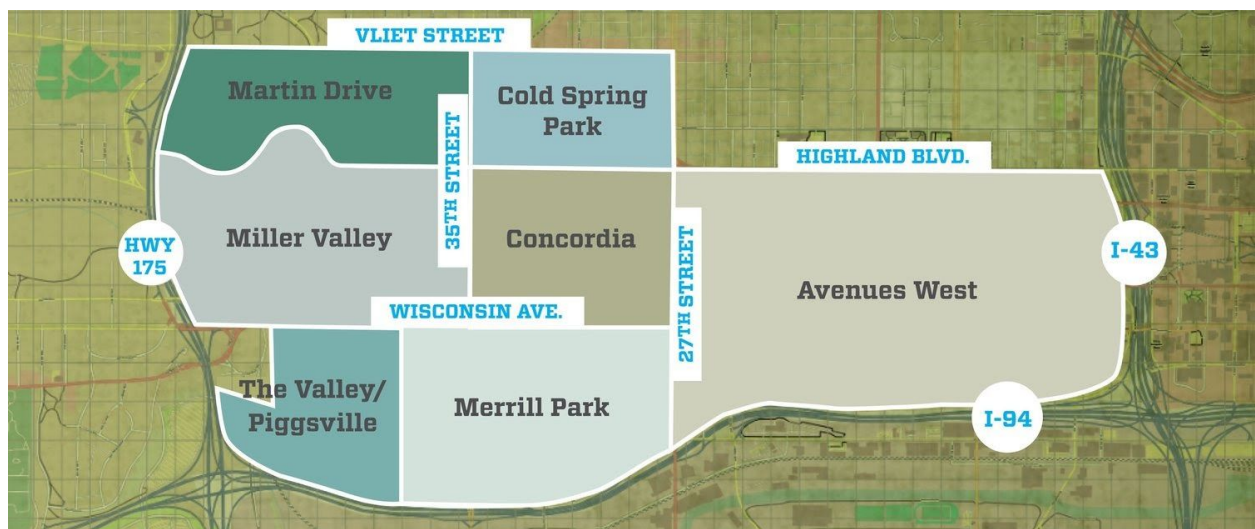 VLIET STREET
Martin Drive
Cold Spring
Park
35TH STREET
HIGHLAND BLVD.
HWY
175
Miller Valley
Concordia
27TH STREET
Avenues West
I-43
WISCONSIN AVE.
The Valley/
Piggsville
Merrill Park
I-94